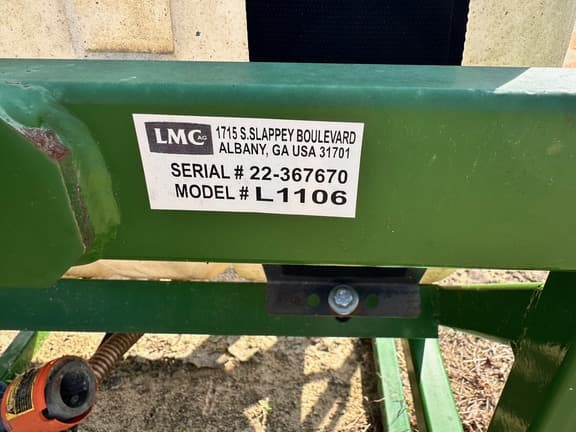 LMC AG
1715 S.SLAPPEY BOULEVARD
ALBANY, GA USA 31701
SERIAL # 22-367670
MODEL # L1106